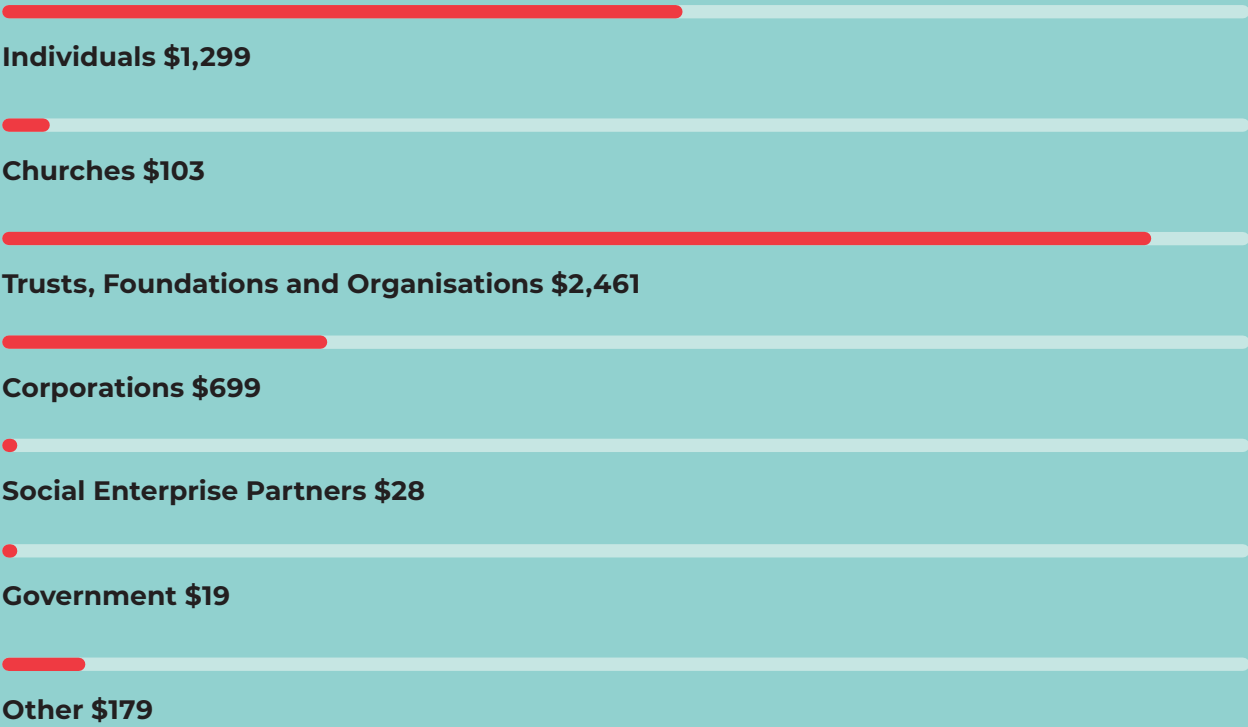 Individuals $1,299
Churches $103
Trusts, Foundations and Organisations $2,461
Corporations $699
Social Enterprise Partners $28
Government $19
Other $179